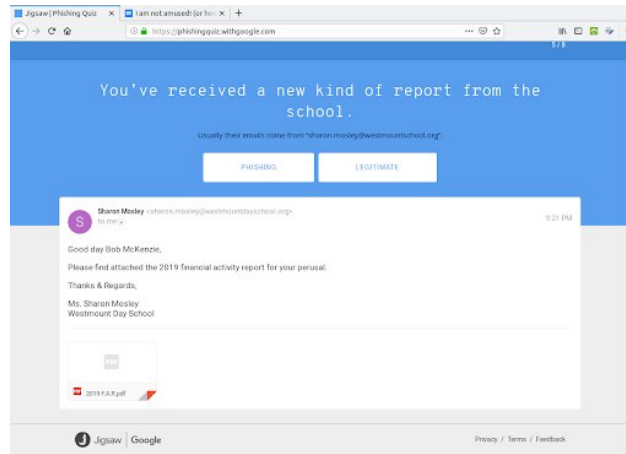 Jigsaw | Phishing Quiz
I am not amused! (or ho
https://phishingquiz.withgoogle.com
5 / 8
You've received a new kind of report from the
school.
Usually their emails come from "sharon.mosley@westmountschool.org".
PHISHING
LEGITIMATE
Sharon Mosley <sharon.mosley@westmountdayschool.org>
to me
S
9:21 PM
Good day Bob McKenzie,
Please find attached the 2019 financial activity report for your perusal.
Thanks & Regards,
Ms. Sharon Mosley
Westmount Day School
PDF
PDF 2019 F.A.R.pdf
Jigsaw | Google
Privacy / Terms / Feedback